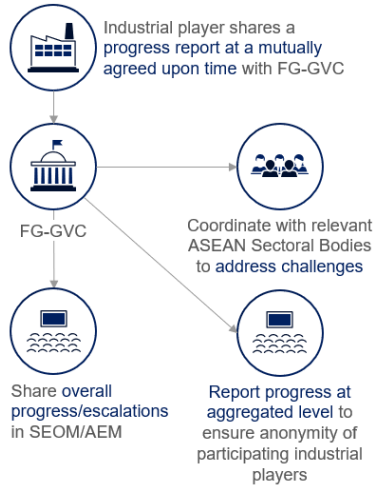 Industrial player shares a
progress report at a mutually
agreed upon time with FG-GVC
FG-GVC
Coordinate with relevant
ASEAN Sectoral Bodies
to address challenges
Share overall
progress/escalations
in SEOM/AEM
Report progress at
aggregated level to
ensure anonymity of
participating industrial
players